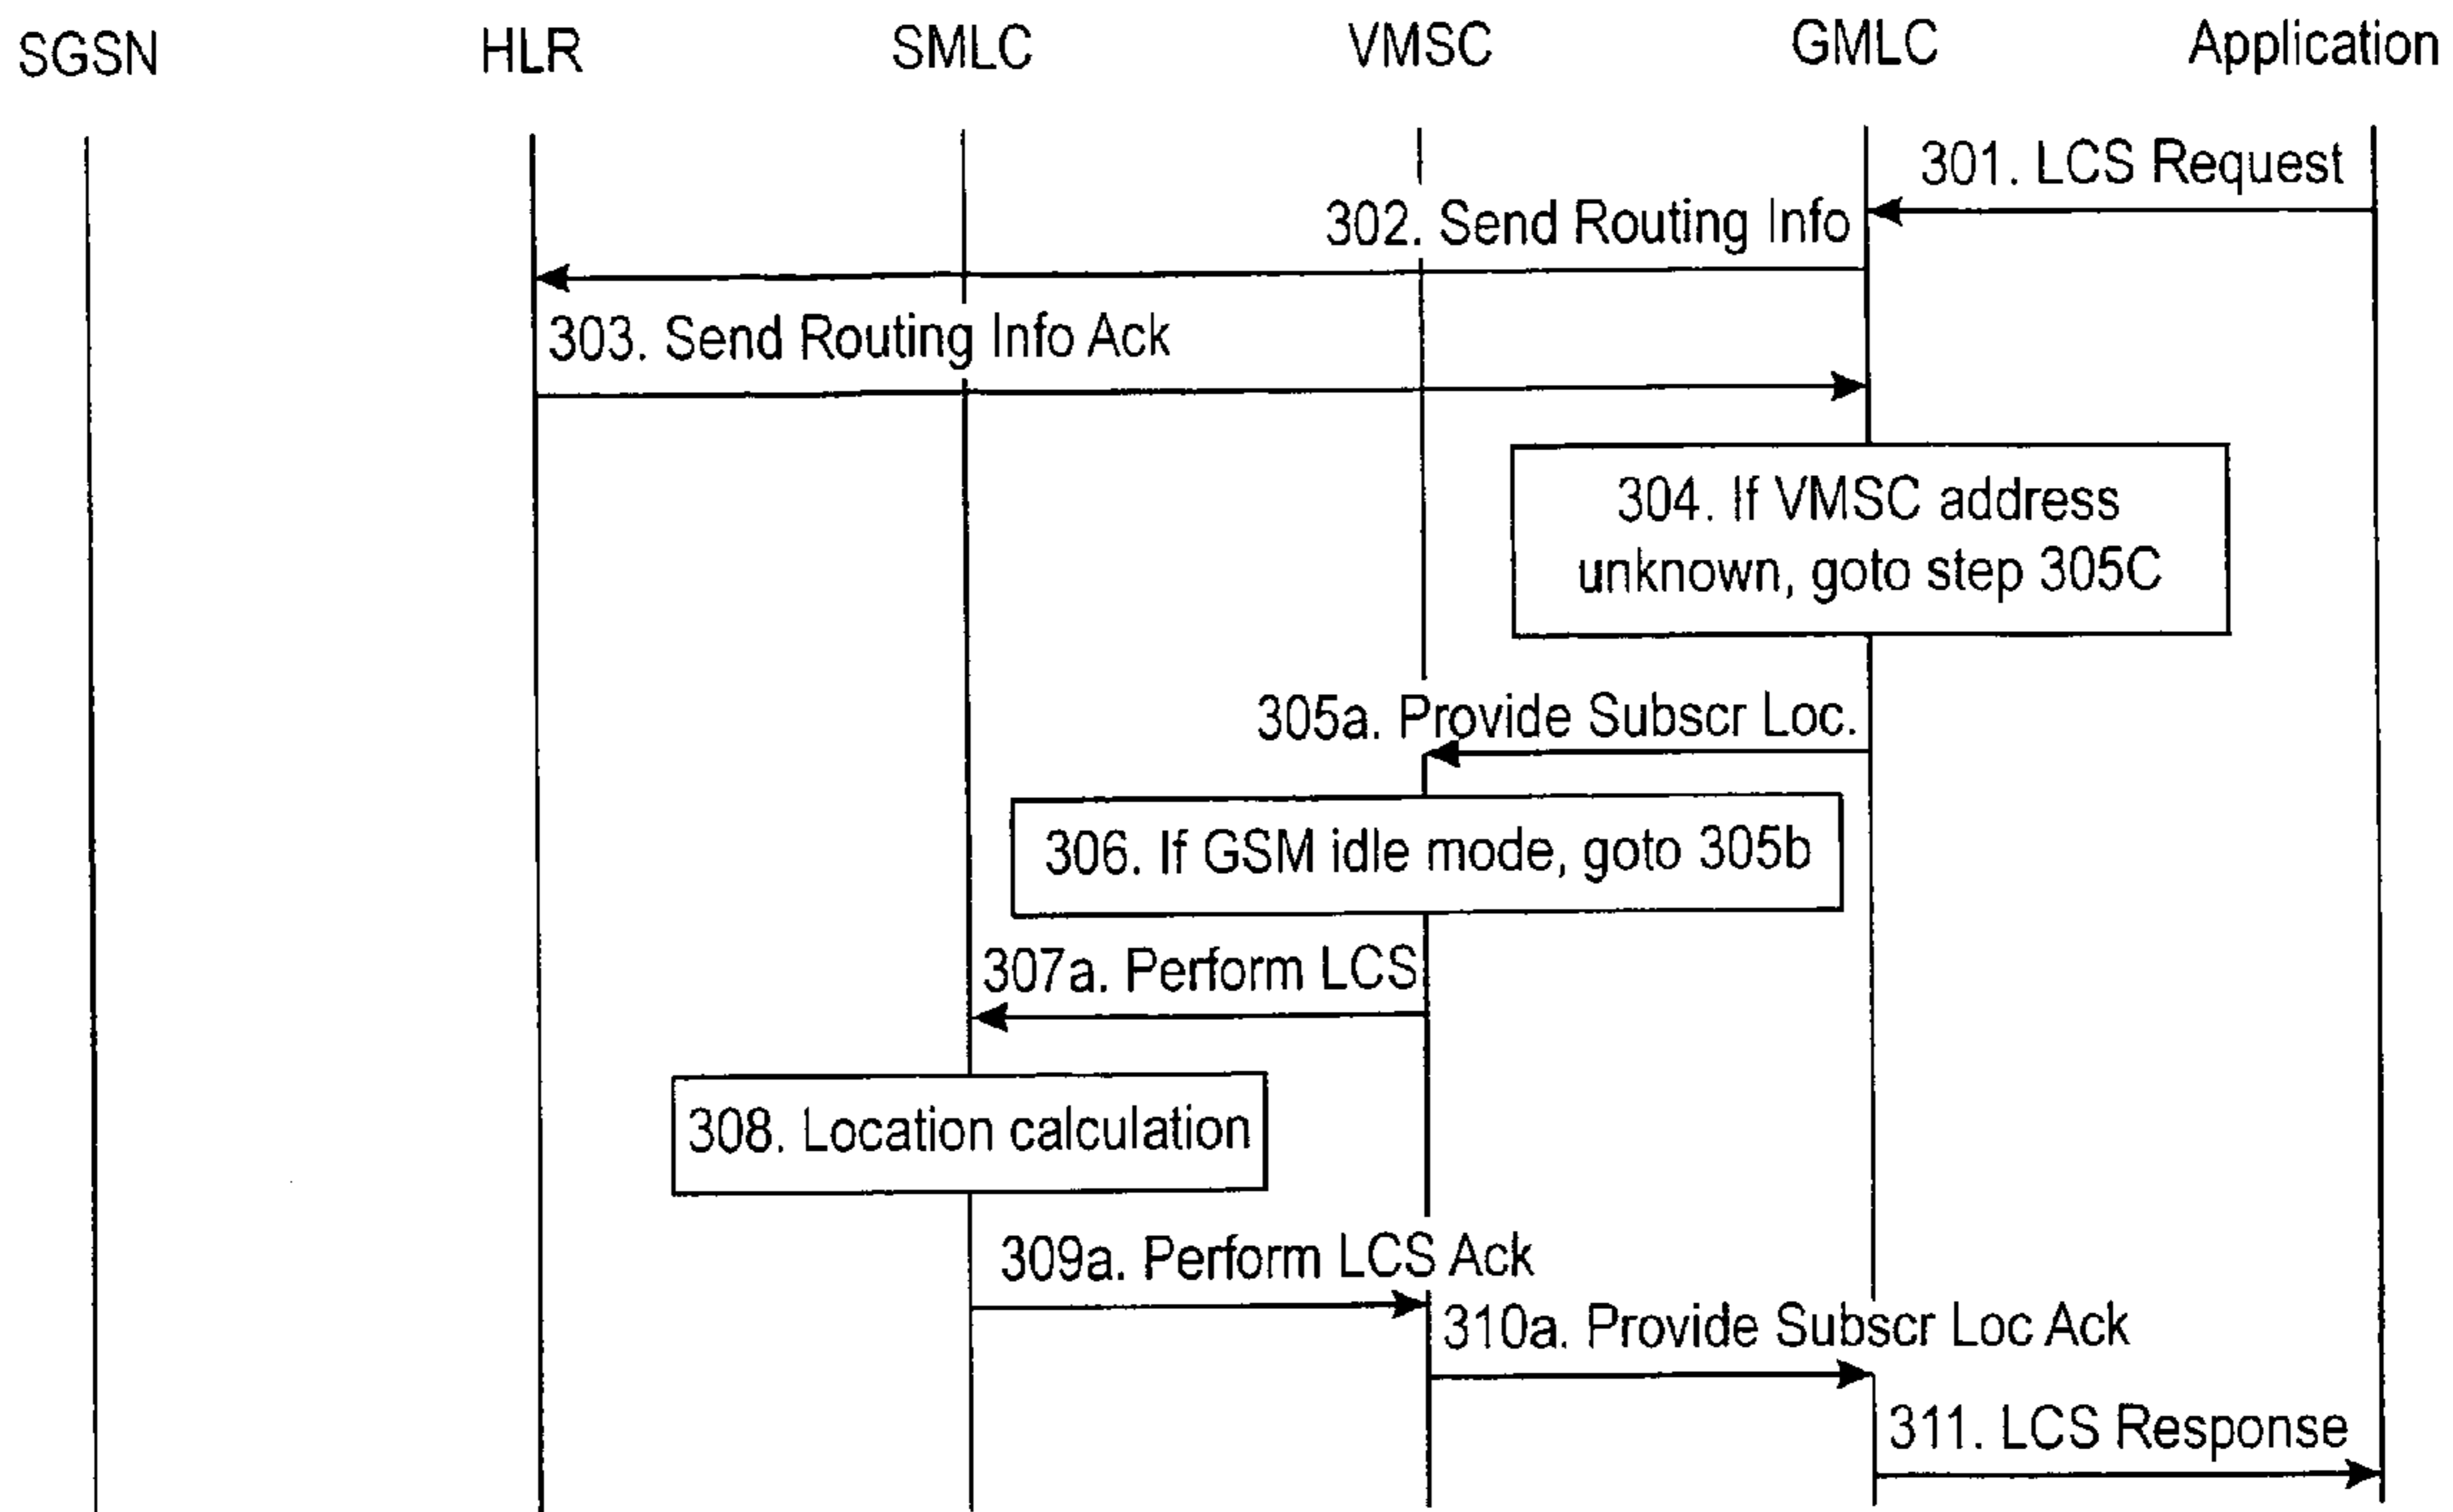 SGSN HLR SMLC VMSC GMLC Application
301. LCS Request
302. Send Routing Info
303. Send Routing Info Ack
304. If VMSC address
unknown, goto step 305C
305a. Provide Subscr Loc.
306. If GSM idle mode, goto 305b
307a. Perform LCS
308. Location calculation
309a. Perform LCS Ack
310a. Provide Subscr Loc Ack
311. LCS Response